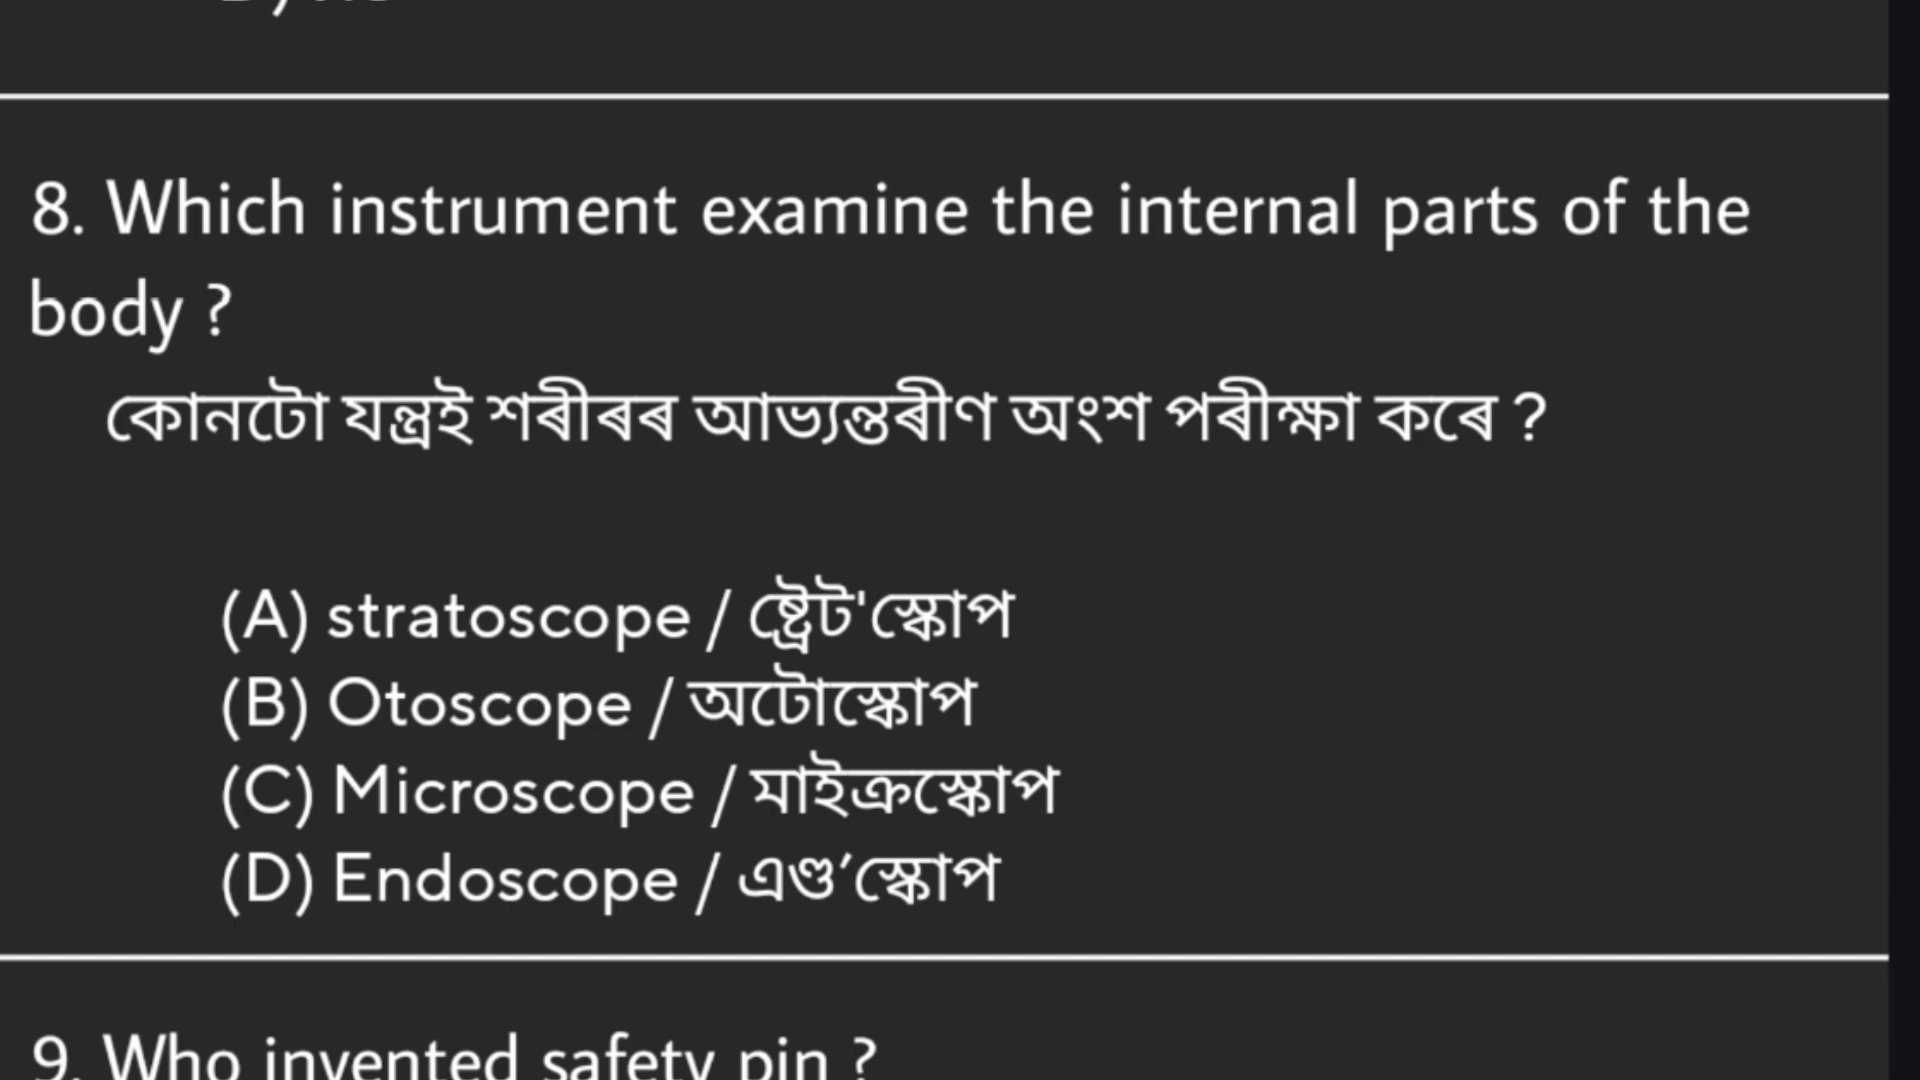 8. Which instrument examine the internal parts of the
body ?
কোনটো যন্ত্ৰই শৰীৰৰ আভ্যন্তৰীণ অংশ পৰীক্ষা কৰে ?
(A) stratoscope / ষ্ট্ৰেট'স্কোপ
(B) Otoscope / অটোস্কোপ
(C) Microscope / মাইক্ৰস্কোপ
(D) Endoscope / এণ্ড’স্কোপ
9. Who invented safety pin ?